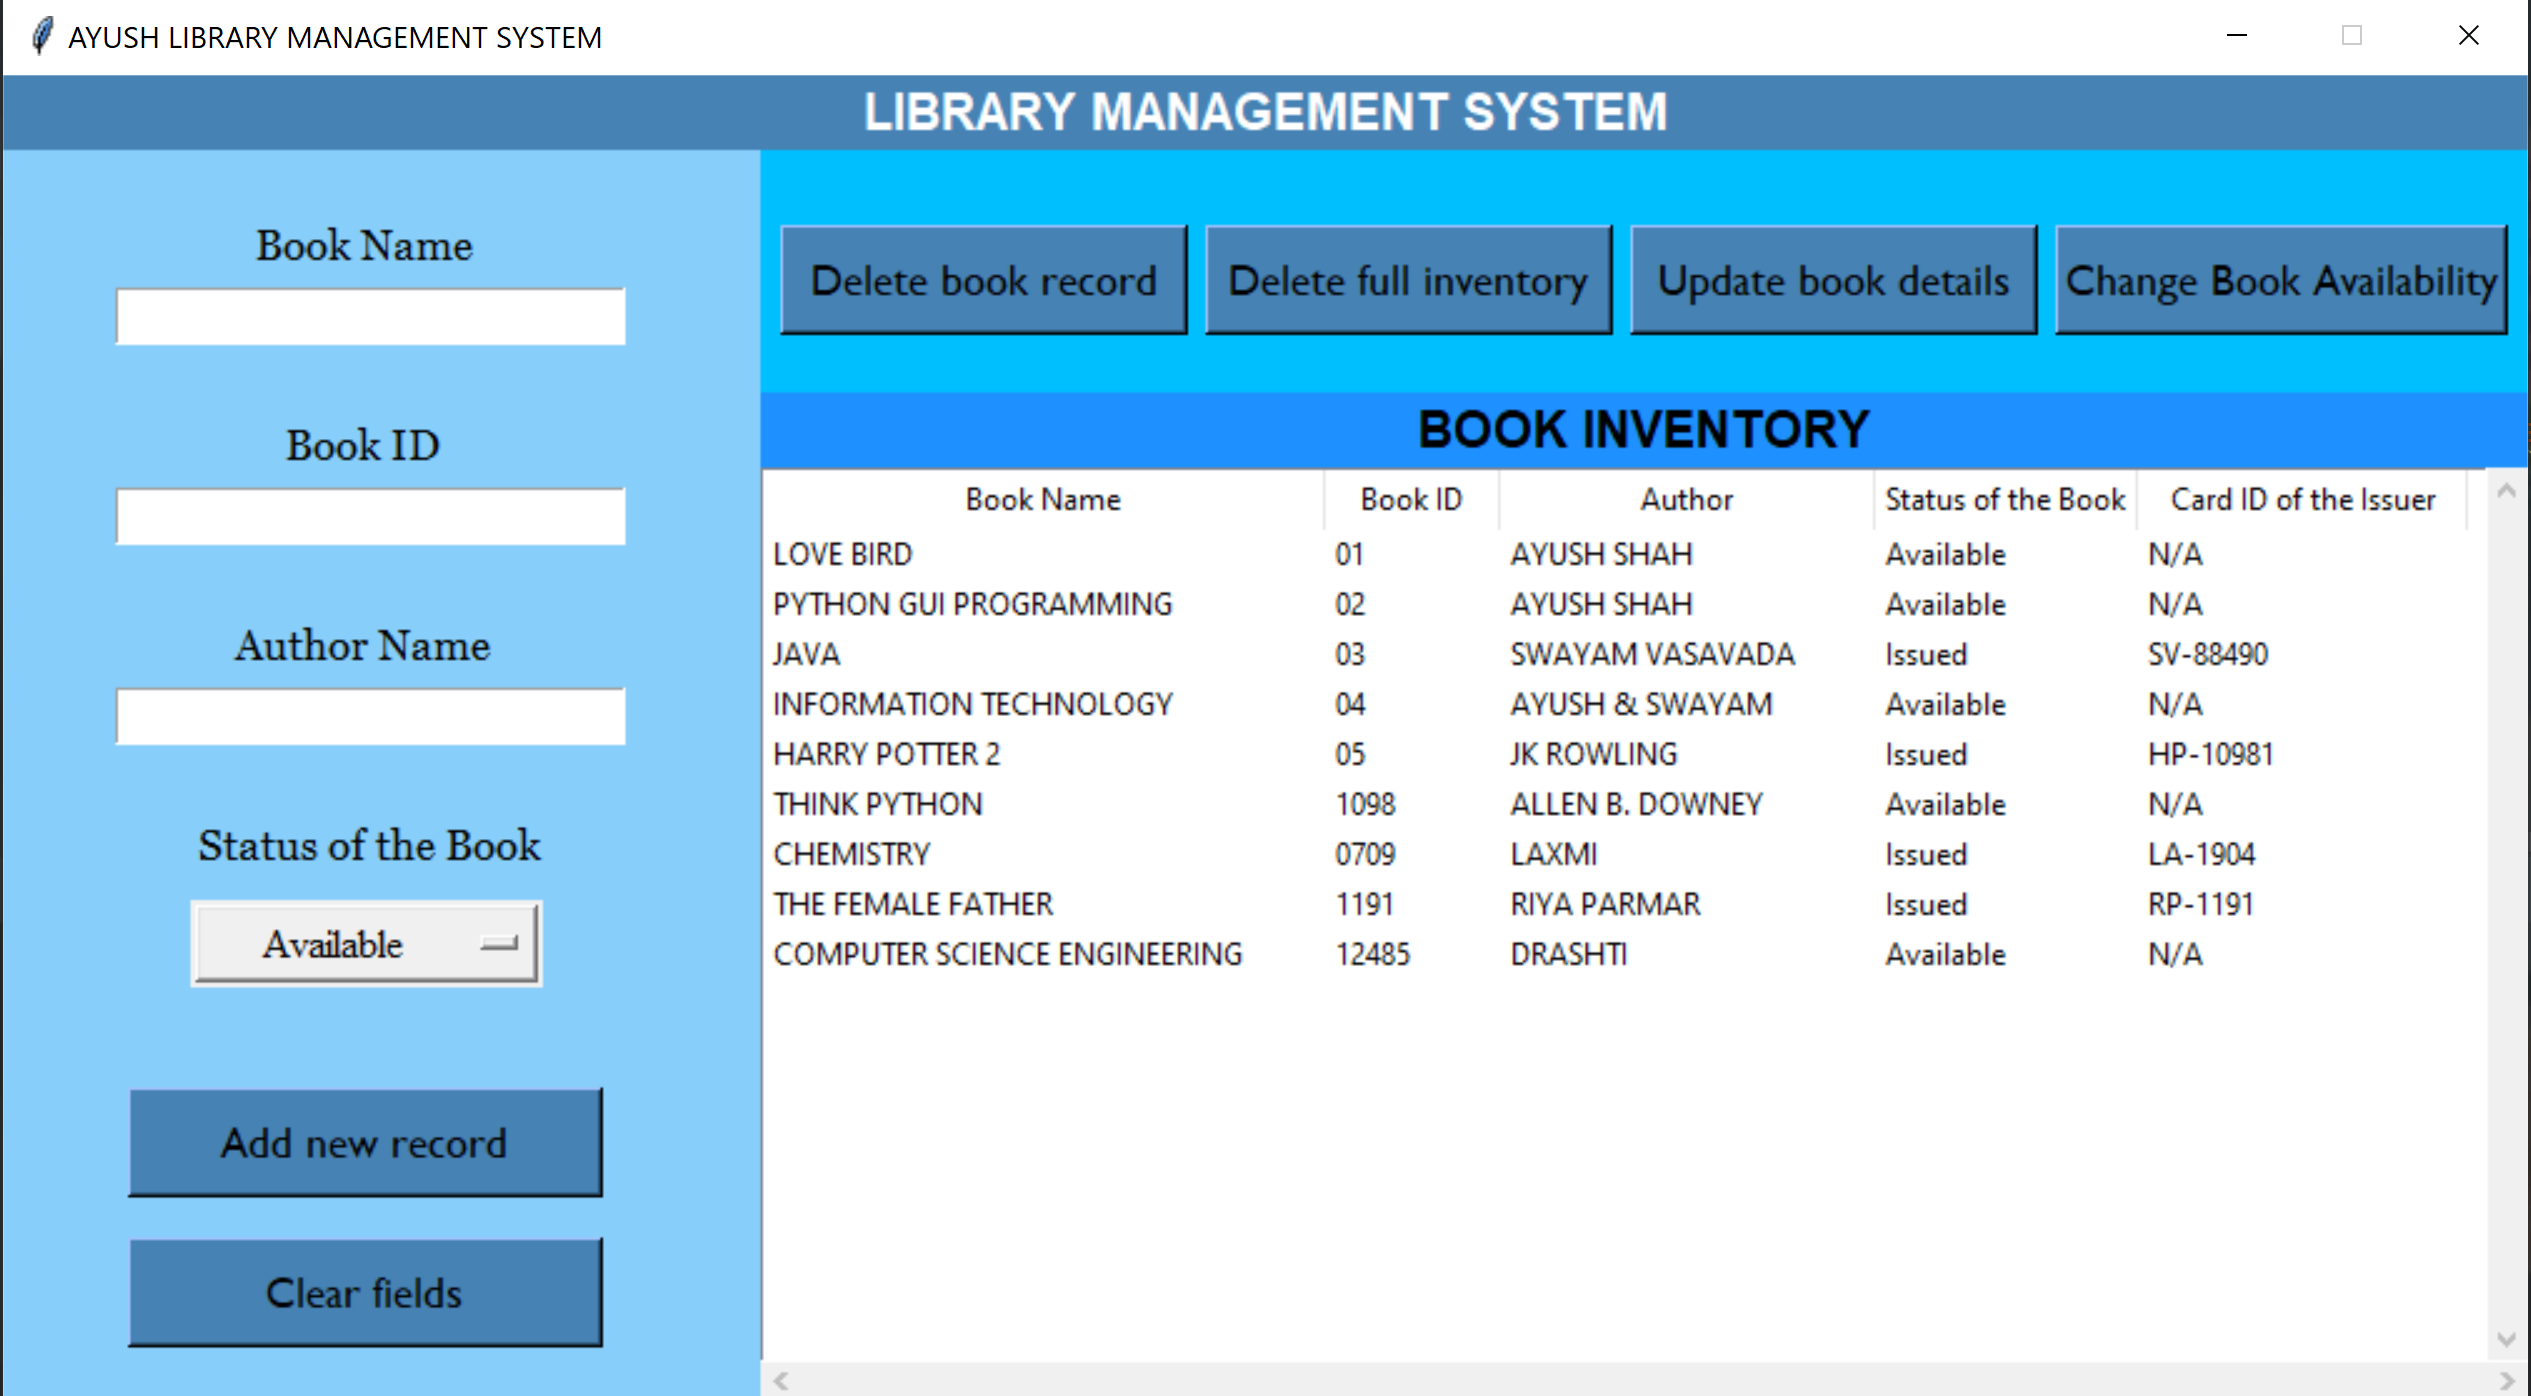 AYUSH LIBRARY MANAGEMENT SYSTEM
LIBRARY MANAGEMENT SYSTEM
Book Name
Book ID
Author Name
Status of the Book
Available
Add new record
Clear fields
Delete book record Delete full inventory Update book details Change Book Availability
BOOK INVENTORY
Book Name Book ID Author Status of the Book Card ID of the Issuer
LOVE BIRD 01 AYUSH SHAH Available N/A
PYTHON GUI PROGRAMMING 02 AYUSH SHAH Available N/A
JAVA 03 SWAYAM VASAVADA Issued SV-88490
INFORMATION TECHNOLOGY 04 AYUSH & SWAYAM Available N/A
HARRY POTTER 2 05 JK ROWLING Issued HP-10981
THINK PYTHON 1098 ALLEN B. DOWNEY Available N/A
CHEMISTRY 0709 LAXMI Issued LA-1904
THE FEMALE FATHER 1191 RIYA PARMAR Issued RP-1191
COMPUTER SCIENCE ENGINEERING 12485 DRASHTI Available N/A